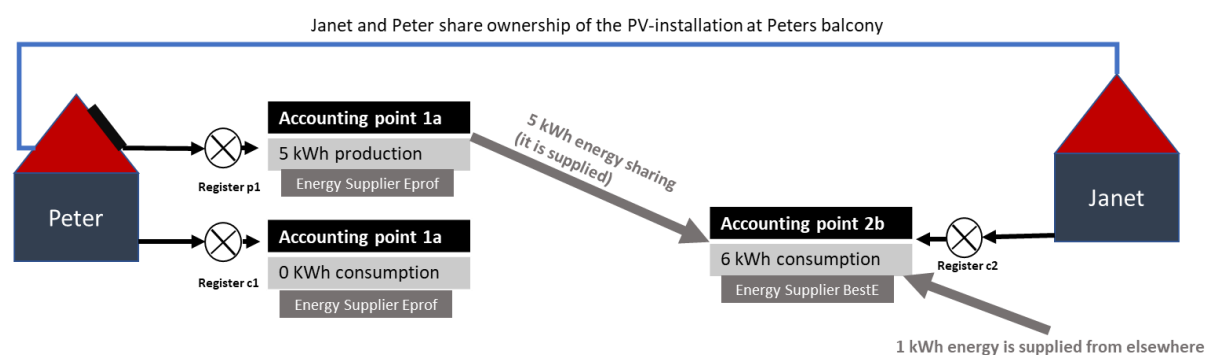 Janet and Peter share ownership of the PV-installation at Peters balcony
Accounting point 1a
5 kWh production
Energy Supplier Eprof
Register p1
Peter
Accounting point 1a
0 KWh consumption
Energy Supplier Eprof
Register c1
5 kWh energy sharing
(it is supplied)
Accounting point 2b
6 kWh consumption
Energy Supplier BestE
Register c2
Janet
1 kWh energy is supplied from elsewhere